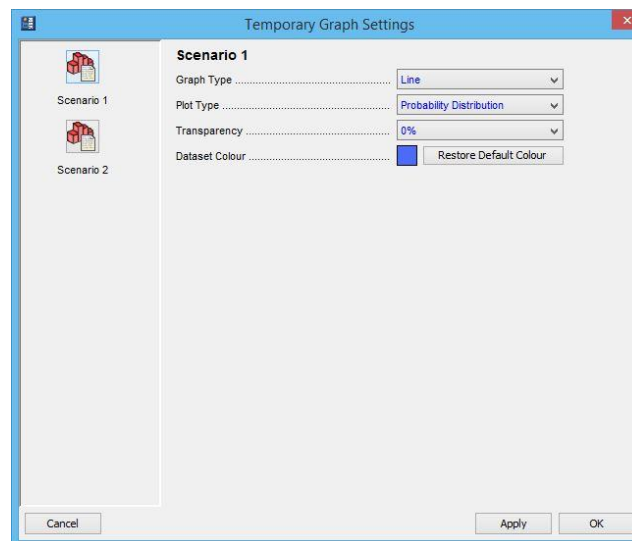 Temporary Graph Settings
Scenario 1
Scenario 2
Scenario 1
Graph Type ........................................ Line
Plot Type ........................................ Probability Distribution
Transparency ........................................ 0%
Dataset Colour ........................................ Restore Default Colour
Cancel
Apply
OK